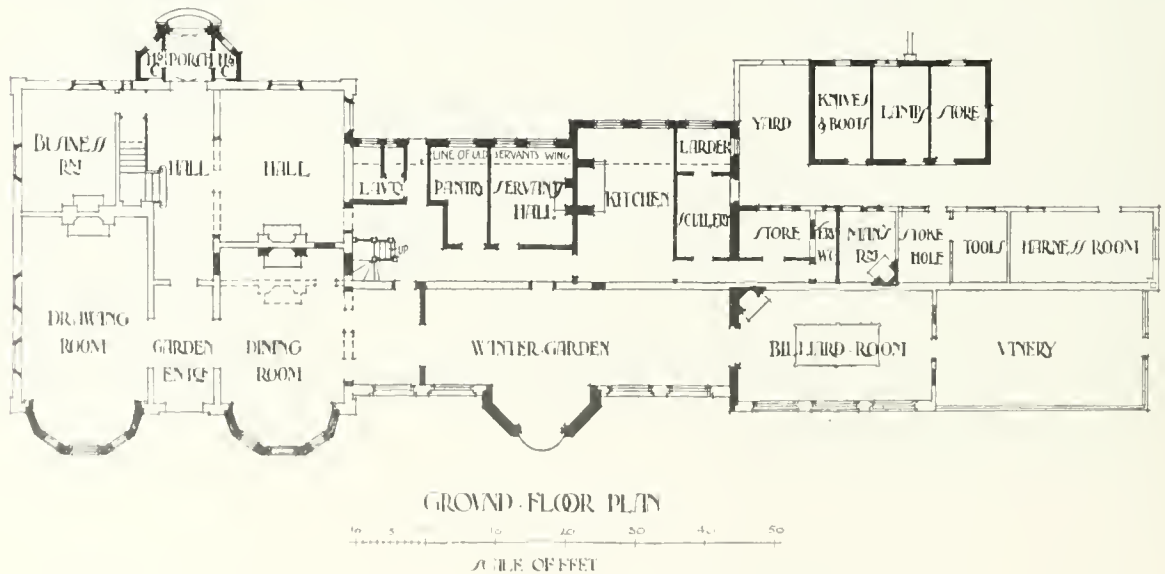 PORCH
BUSINESS
RM
HALL
HALL
LAVY
LINE OF OLD SERVANTS WING
PANTRY
SERVANTS
HALL
KITCHEN
LARDER
SCULLERY
YARD
KNIVES
& BOOTS
LAMPS
STORE
UP
STORE
WC
MAN'S
RM
STOKE
HOLE
TOOLS
HARNESS ROOM
DRAWING
ROOM
GARDEN
ENTCE
DINING
ROOM
WINTER-GARDEN
BILLIARD-ROOM
VINERY
GROVND·FLOOR PLAN
10 5 10 20 30 40 50
SCALE OF FEET